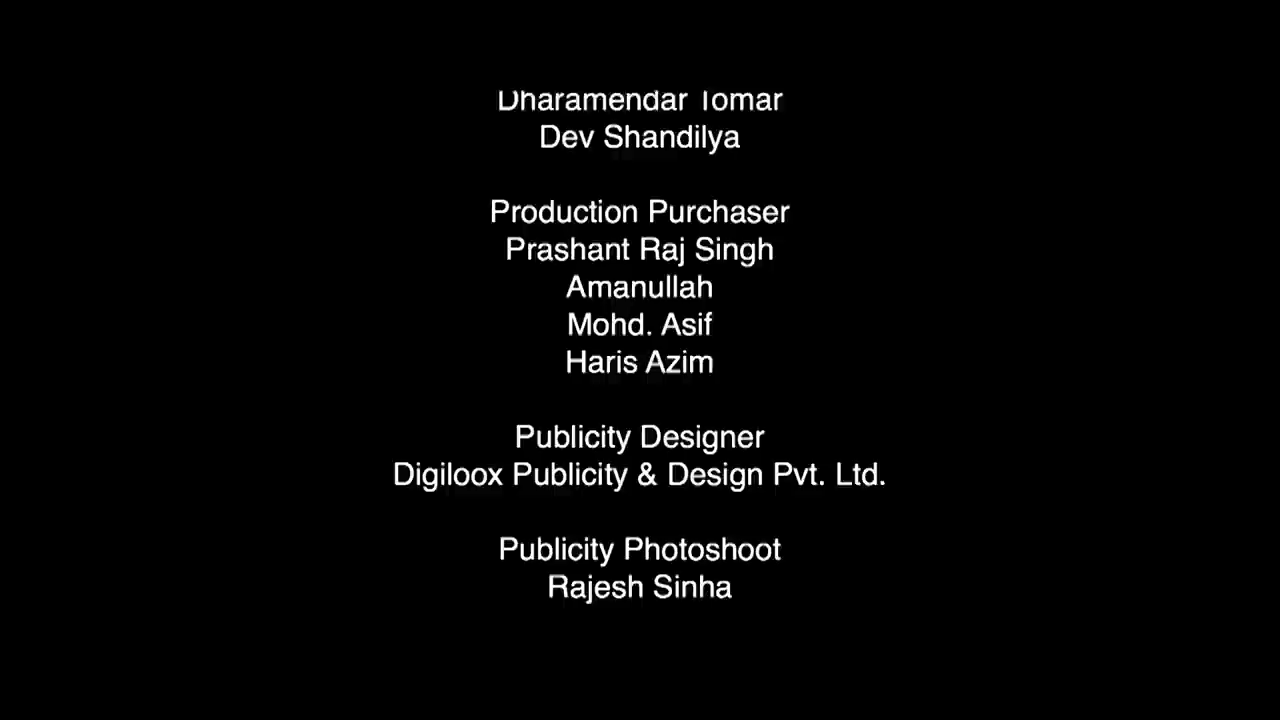 Dharamendar Tomar
Dev Shandilya
Production Purchaser
Prashant Raj Singh
Amanullah
Mohd. Asif
Haris Azim
Publicity Designer
Digiloox Publicity & Design Pvt. Ltd.
Publicity Photoshoot
Rajesh Sinha